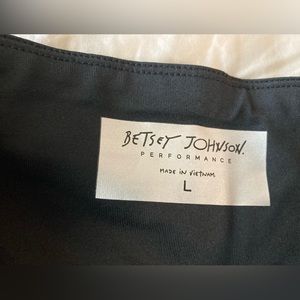 BETSEY JOHNSON.
PERFORMANCE
MADE IN VIETNAM
L